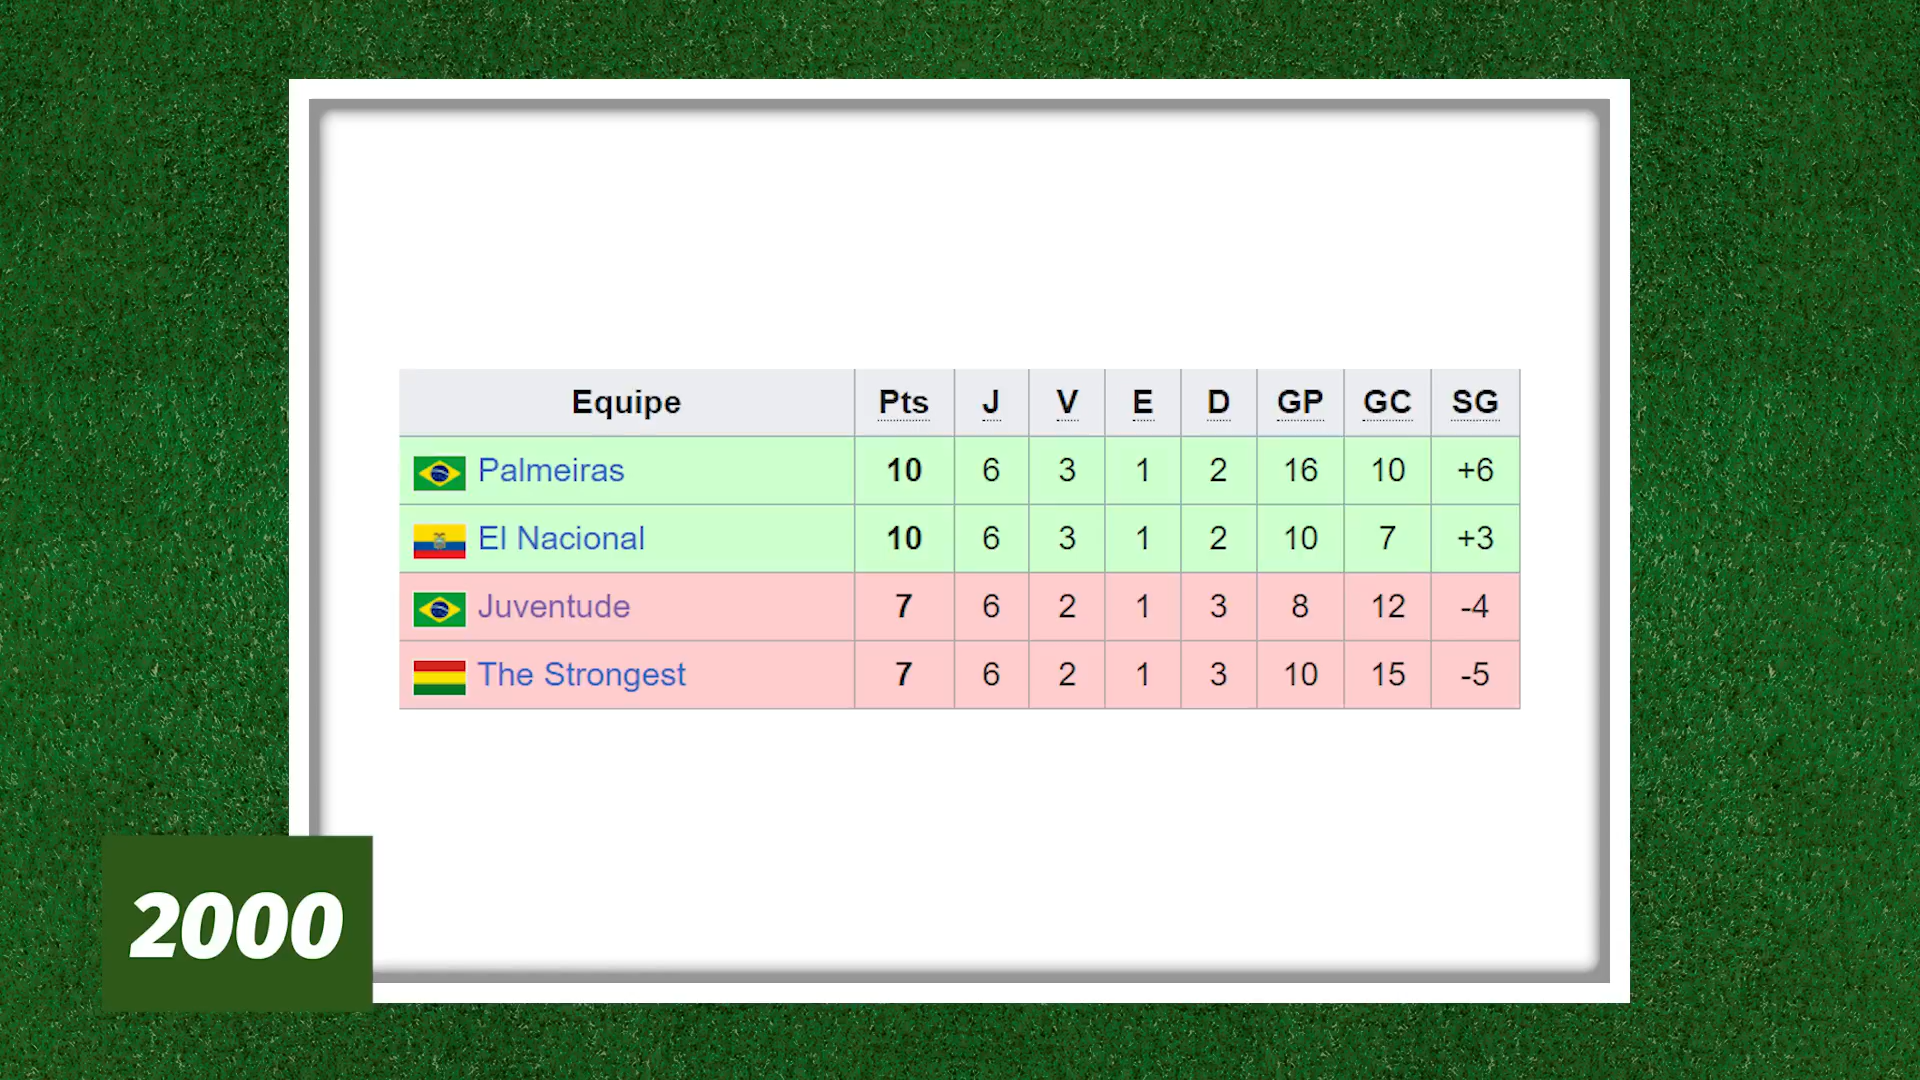 Equipe Pts J V E D GP GC SG
Palmeiras 10 6 3 1 2 16 10 +6
El Nacional 10 6 3 1 2 10 7 +3
Juventude 7 6 2 1 3 8 12 -4
The Strongest 7 6 2 1 3 10 15 -5
2000